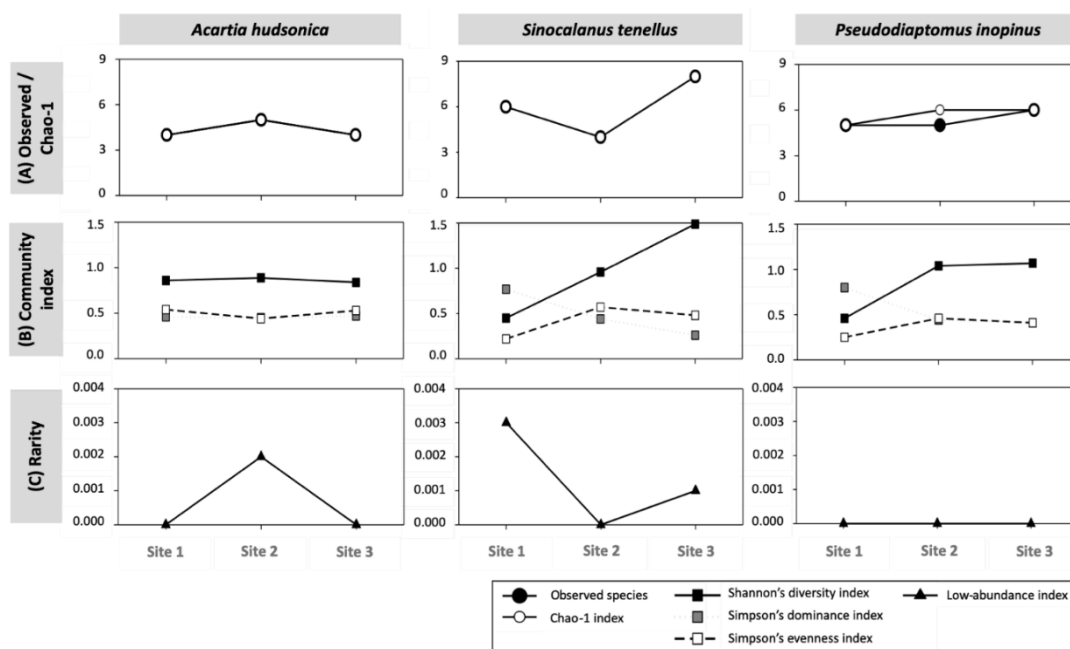 Acartia hudsonica
Sinocalanus tenellus
Pseudodiaptomus inopinus
(A) Observed /
Chao-1
9
6
3
0
9
6
3
0
9
6
3
0
(B) Community
index
1.5
1.0
0.5
0.0
1.5
1.0
0.5
0.0
1.5
1.0
0.5
0.0
(C) Rarity
0.004
0.003
0.002
0.001
0.000
0.004
0.003
0.002
0.001
0.000
0.004
0.003
0.002
0.001
0.000
Site 1 Site 2 Site 3
Site 1 Site 2 Site 3
Site 1 Site 2 Site 3
Observed species
Chao-1 index
Shannon's diversity index
Simpson's dominance index
Simpson's evenness index
Low-abundance index